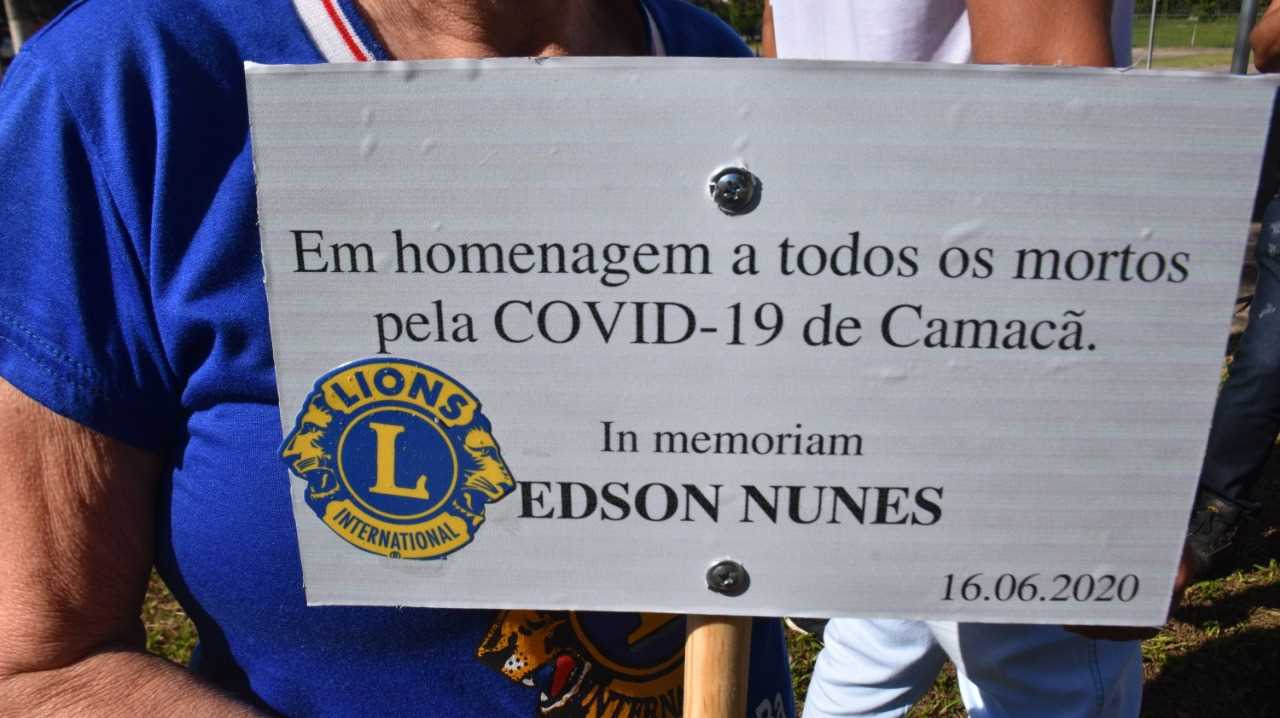 Em homenagem a todos os mortos
pela COVID-19 de Camacã.
In memoriam
EDSON NUNES
16.06.2020
LIONS
L
INTERNATIONAL
®